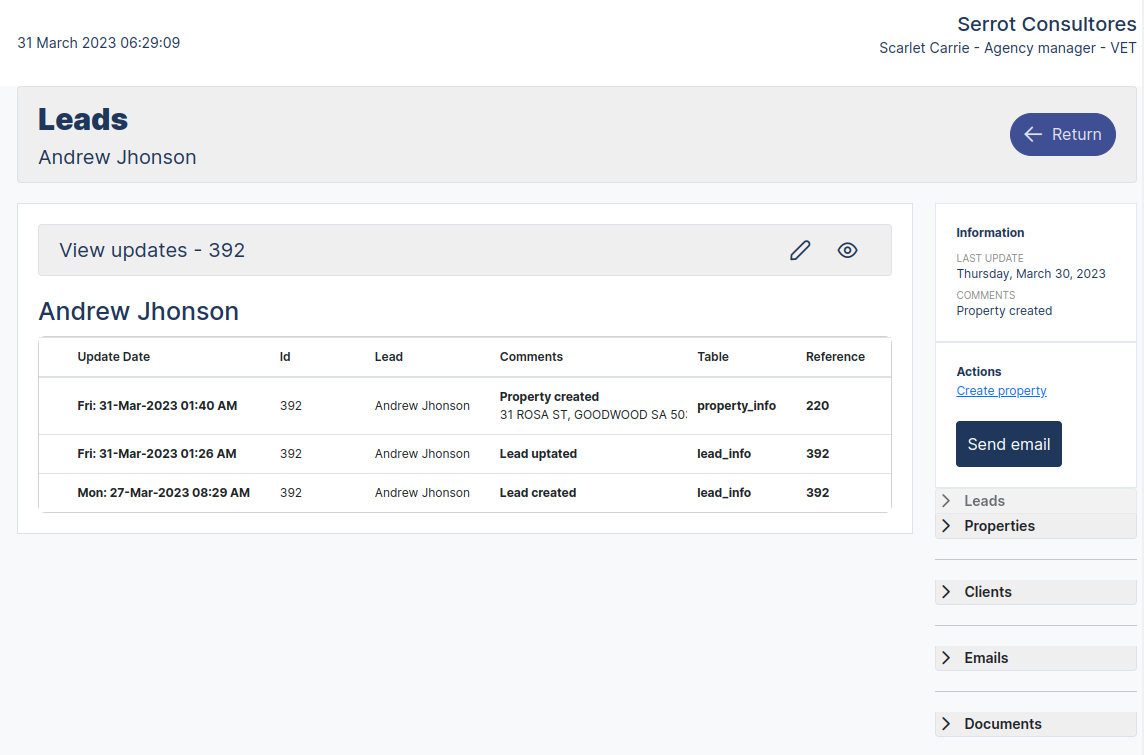 31 March 2023 06:29:09
Serrot Consultores
Scarlet Carrie - Agency manager - VET
Leads
Andrew Jhonson
Return
View updates - 392
Andrew Jhonson
Update Date Id Lead Comments Table Reference
Fri: 31-Mar-2023 01:40 AM 392 Andrew Jhonson Property created property_info 220
31 ROSA ST, GOODWOOD SA
Fri: 31-Mar-2023 01:26 AM 392 Andrew Jhonson Lead uptated lead_info 392
Mon: 27-Mar-2023 08:29 AM 392 Andrew Jhonson Lead created lead_info 392
Information
LAST UPDATE
Thursday, March 30, 2023
COMMENTS
Property created
Actions
Create property
Send email
Leads
Properties
Clients
Emails
Documents